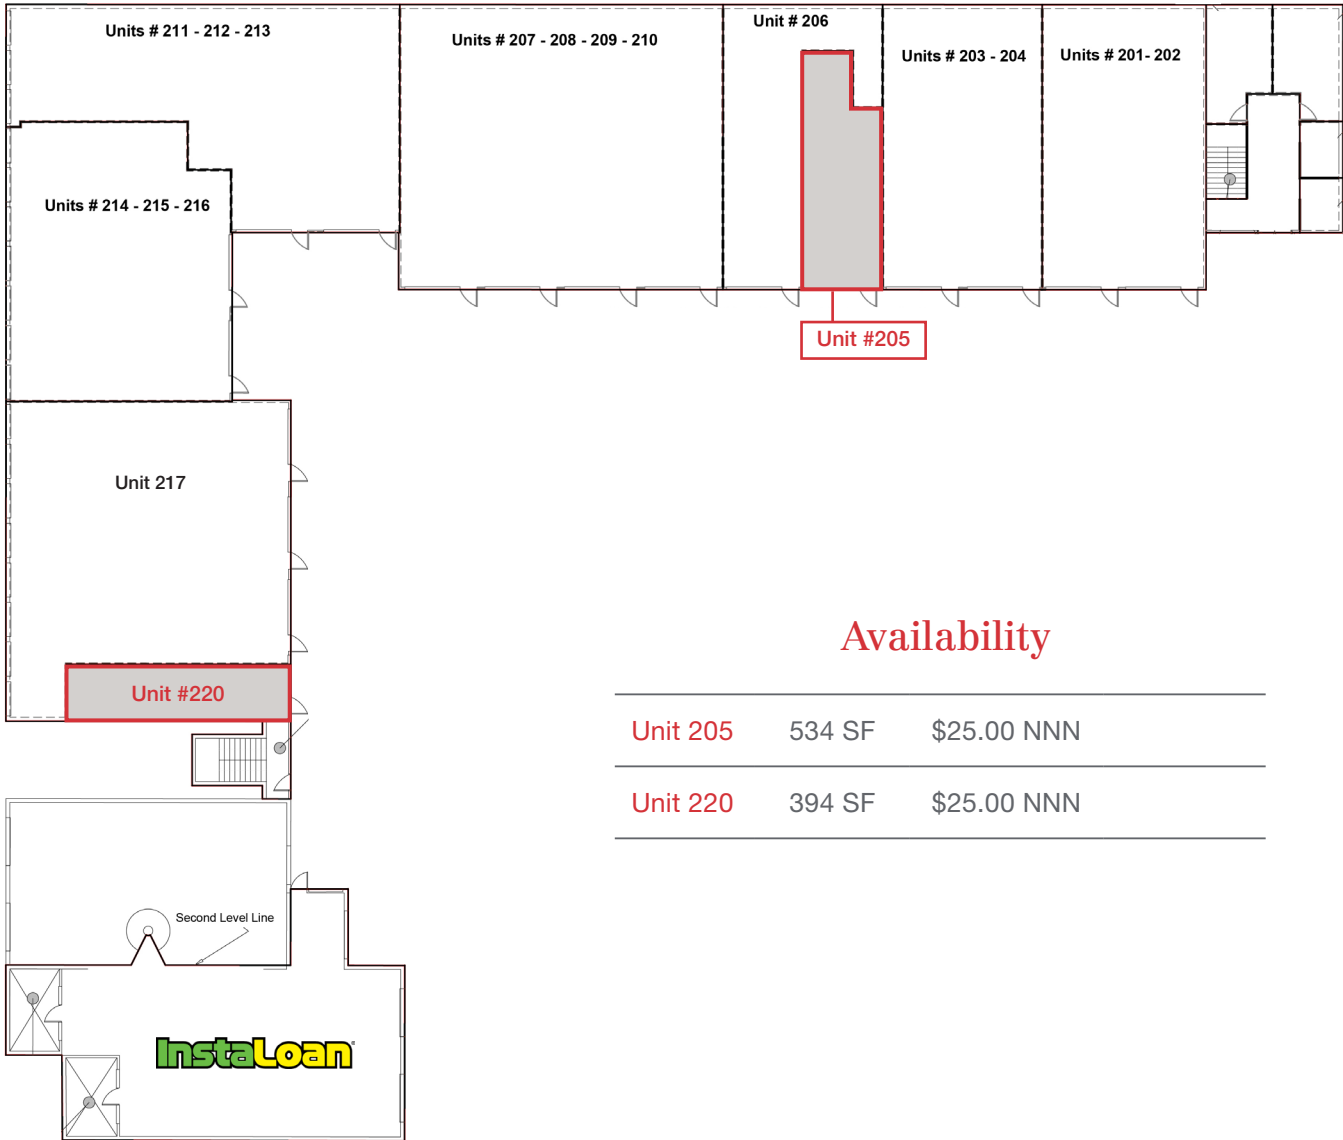 Units # 211 - 212 - 213
Units # 207 - 208 - 209 - 210
Unit # 206
Units # 203 - 204
Units # 201- 202
Units # 214 - 215 - 216
Unit #205
Unit 217
Unit #220
Availability
Unit 205 534 SF $25.00 NNN
Unit 220 394 SF $25.00 NNN
Second Level Line
InstaLoan